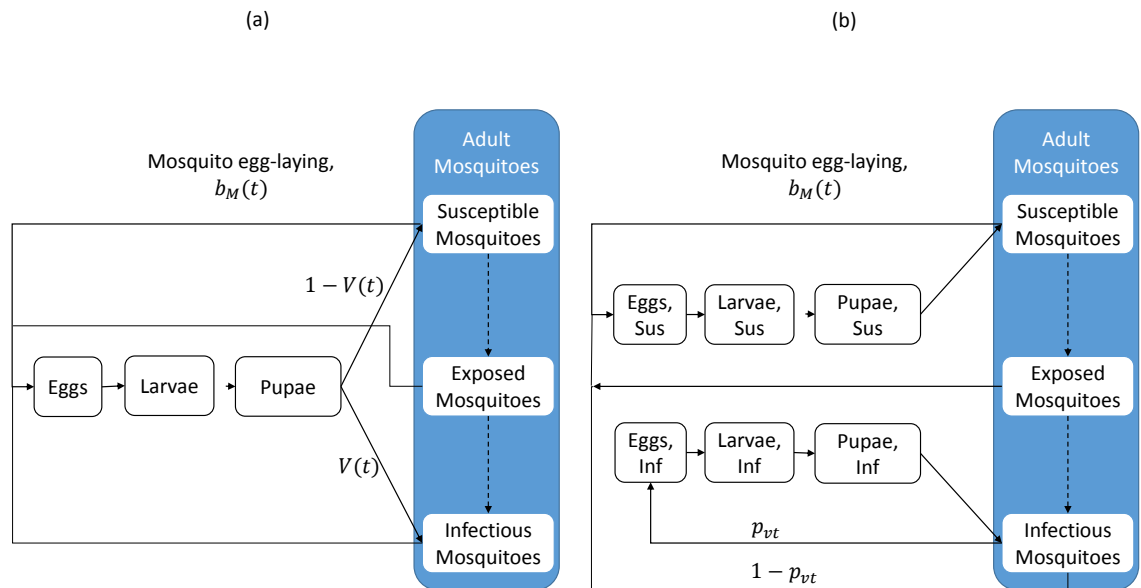 (a)
Adult
Mosquitoes
Mosquito egg-laying,
b_M(t)
Susceptible
Mosquitoes
1 − V(t)
Eggs
Larvae
Pupae
Exposed
Mosquitoes
V(t)
Infectious
Mosquitoes
(b)
Adult
Mosquitoes
Mosquito egg-laying,
b_M(t)
Susceptible
Mosquitoes
Eggs,
Sus
Larvae,
Sus
Pupae,
Sus
Exposed
Mosquitoes
Eggs,
Inf
Larvae,
Inf
Pupae,
Inf
p_vt
Infectious
Mosquitoes
1 − p_vt